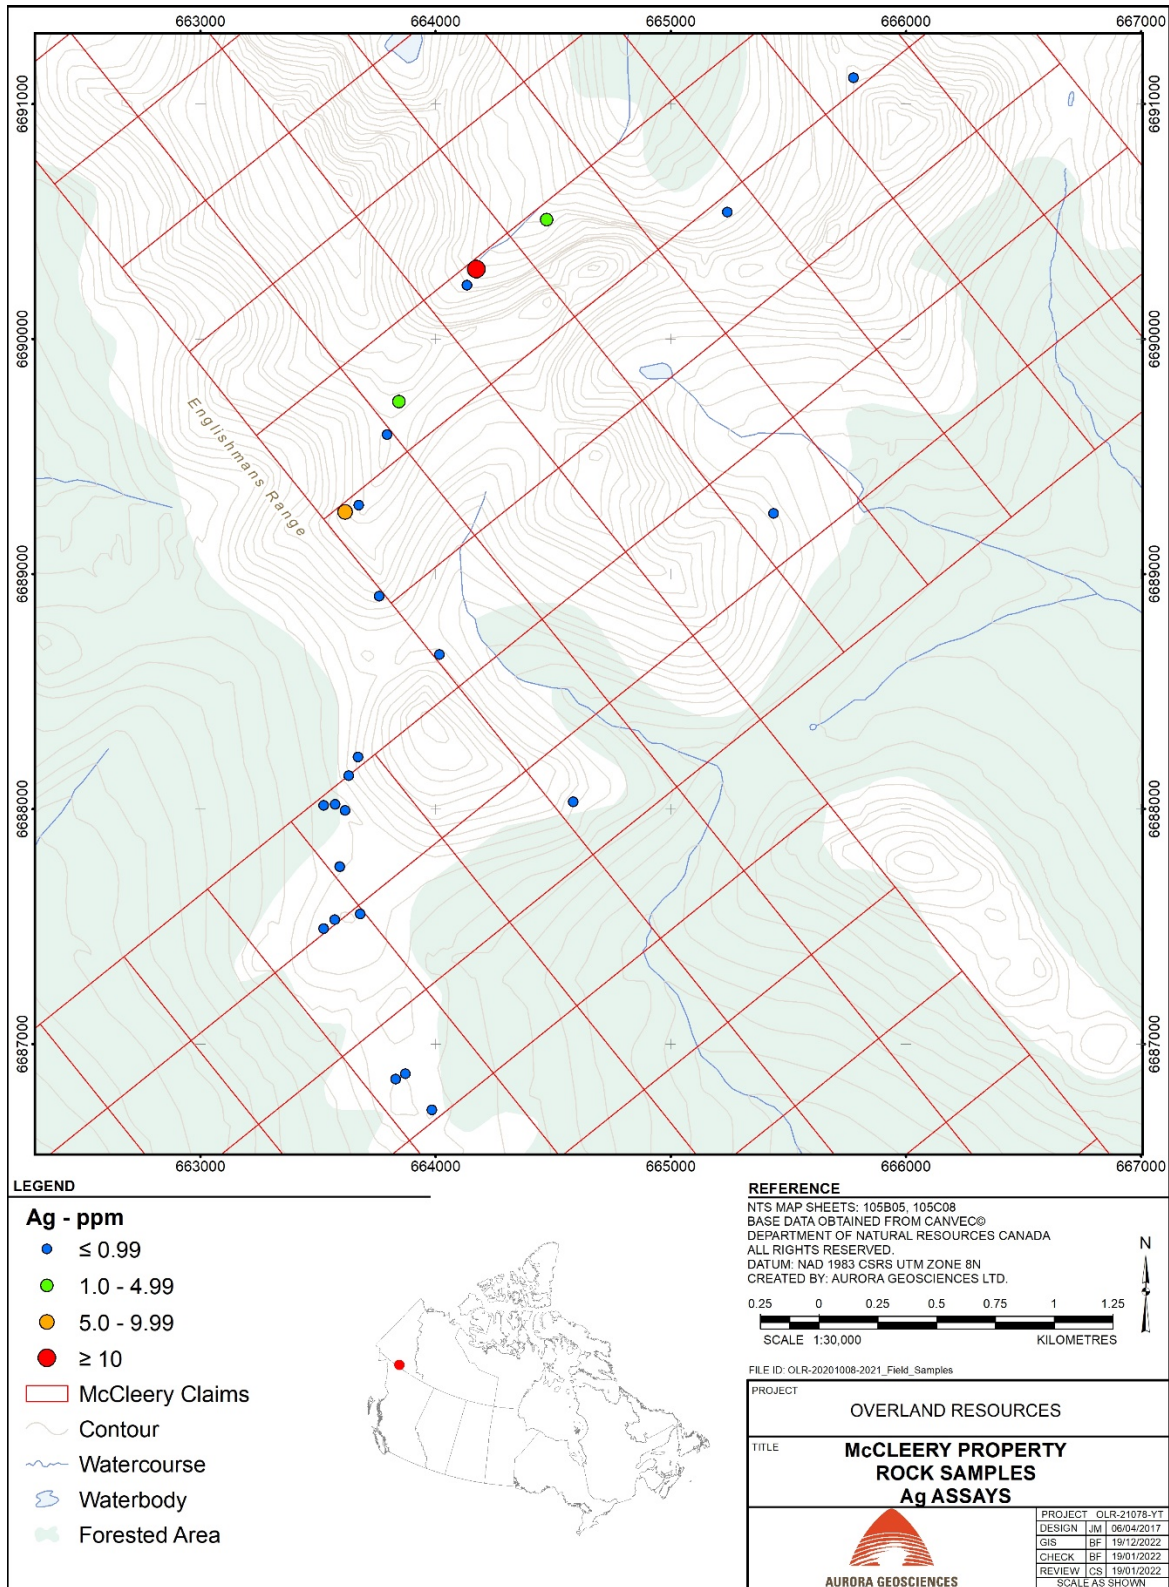 663000 664000 665000 666000 667000
6691000 6691000
6690000 6690000
Englishmans Range
6689000 6689000
6688000 6688000
6687000 6687000
663000 664000 665000 666000 667000
LEGEND
Ag - ppm
≤ 0.99
1.0 - 4.99
5.0 - 9.99
≥ 10
McCleery Claims
Contour
Watercourse
Waterbody
Forested Area
REFERENCE
NTS MAP SHEETS: 105B05, 105C08
BASE DATA OBTAINED FROM CANVEC©
DEPARTMENT OF NATURAL RESOURCES CANADA
ALL RIGHTS RESERVED.
DATUM: NAD 1983 CSRS UTM ZONE 8N
CREATED BY: AURORA GEOSCIENCES LTD.
N
0.25 0 0.25 0.5 0.75 1 1.25
SCALE 1:30,000 KILOMETRES
FILE ID: OLR-20201008-2021_Field_Samples
PROJECT
OVERLAND RESOURCES
TITLE
McCLEERY PROPERTY
ROCK SAMPLES
Ag ASSAYS
AURORA GEOSCIENCES
PROJECT OLR-21078-YT
DESIGN JM 06/04/2017
GIS BF 19/12/2022
CHECK BF 19/01/2022
REVIEW CS 19/01/2022
SCALE AS SHOWN